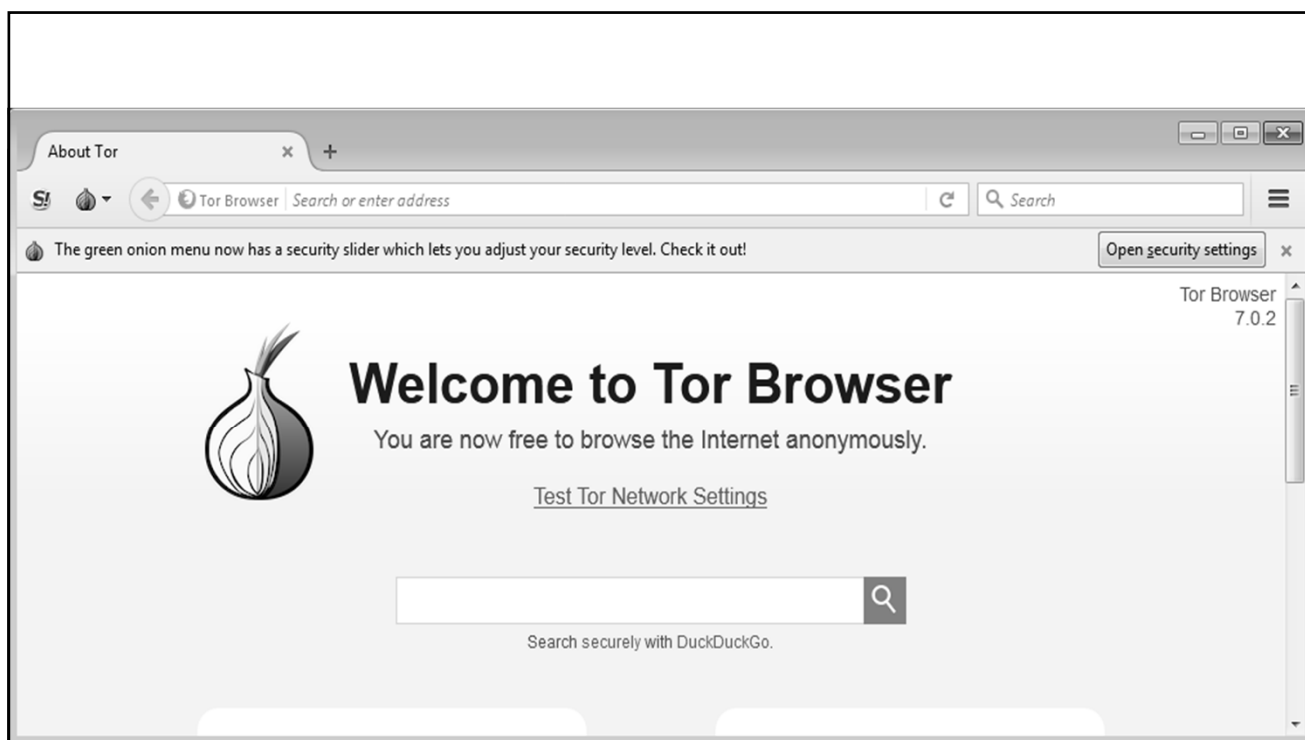 About Tor
S!
Tor Browser Search or enter address
Search
The green onion menu now has a security slider which lets you adjust your security level. Check it out!
Open security settings
Tor Browser
7.0.2
Welcome to Tor Browser
You are now free to browse the Internet anonymously.
Test Tor Network Settings
Search securely with DuckDuckGo.